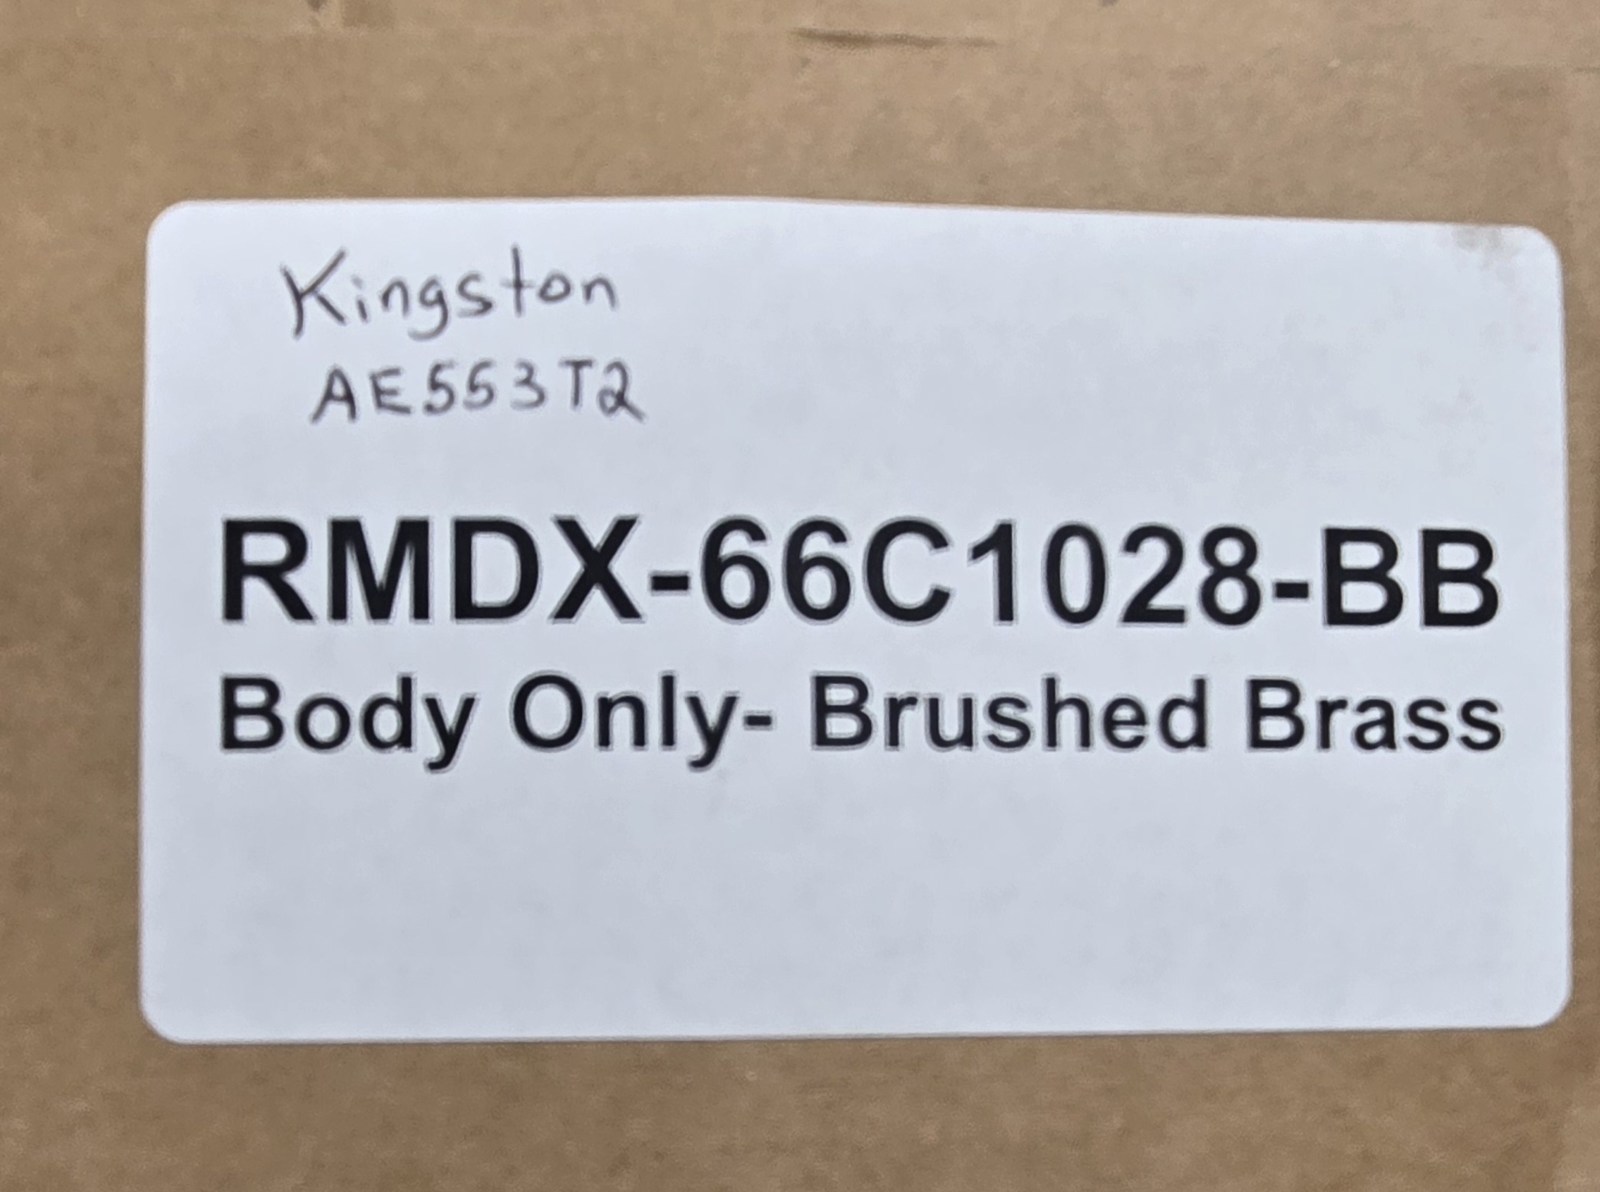 Kingston
AE553T2
RMDX-66C1028-BB
Body Only- Brushed Brass